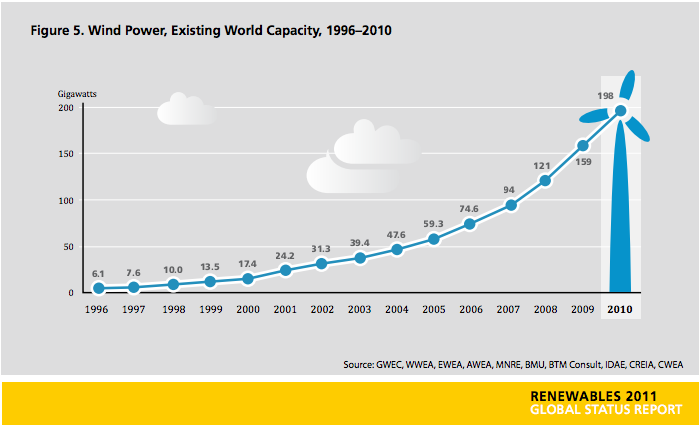 Figure 5. Wind Power, Existing World Capacity, 1996–2010
Gigawatts
200
150
100
50
0
6.1 7.6 10.0 13.5 17.4 24.2 31.3 39.4 47.6 59.3 74.6 94 121 159 198
1996 1997 1998 1999 2000 2001 2002 2003 2004 2005 2006 2007 2008 2009 2010
Source: GWEC, WWEA, EWEA, AWEA, MNRE, BMU, BTM Consult, IDAE, CREIA, CWEA
RENEWABLES 2011
GLOBAL STATUS REPORT